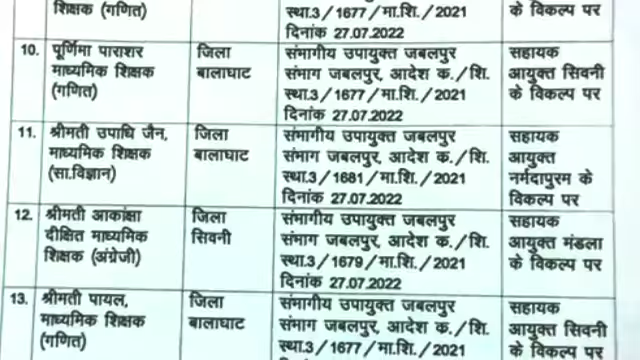 शिक्षक (गणित)
स्था.3/1677/मा.शि./2021
दिनांक 27.07.2022
के विकल्प पर
10. पूर्णिमा पाराशर
माध्यमिक शिक्षक
(गणित)
जिला
बालाघाट
संभागीय उपायुक्त जबलपुर
संभाग जबलपुर, आदेश क./शि.
स्था.3/1677/मा.शि./2021
दिनांक 27.07.2022
सहायक
आयुक्त सिवनी
के विकल्प पर
11. श्रीमती उपाधि जैन,
माध्यमिक शिक्षक
(सा.विज्ञान)
जिला
बालाघाट
संभागीय उपायुक्त जबलपुर
संभाग जबलपुर, आदेश क./शि.
स्था.3/1681/मा.शि./2021
दिनांक 27.07.2022
सहायक
आयुक्त
नर्मदापुरम के
विकल्प पर
12. श्रीमती आकांक्षा
दीक्षित माध्यमिक
शिक्षक (अंग्रेजी)
जिला
सिवनी
संभागीय उपायुक्त जबलपुर
संभाग जबलपुर, आदेश क./शि.
स्था.3/1679/मा.शि./2021
दिनांक 27.07.2022
सहायक
आयुक्त मंडला
के विकल्प पर
13. श्रीमती पायल,
माध्यमिक शिक्षक
(गणित)
जिला
बालाघाट
संभागीय उपायुक्त जबलपुर
संभाग जबलपुर, आदेश क./शि.
स्था.3/1677/मा.शि./2021
सहायक
आयुक्त सिवनी
के विकल्प पर